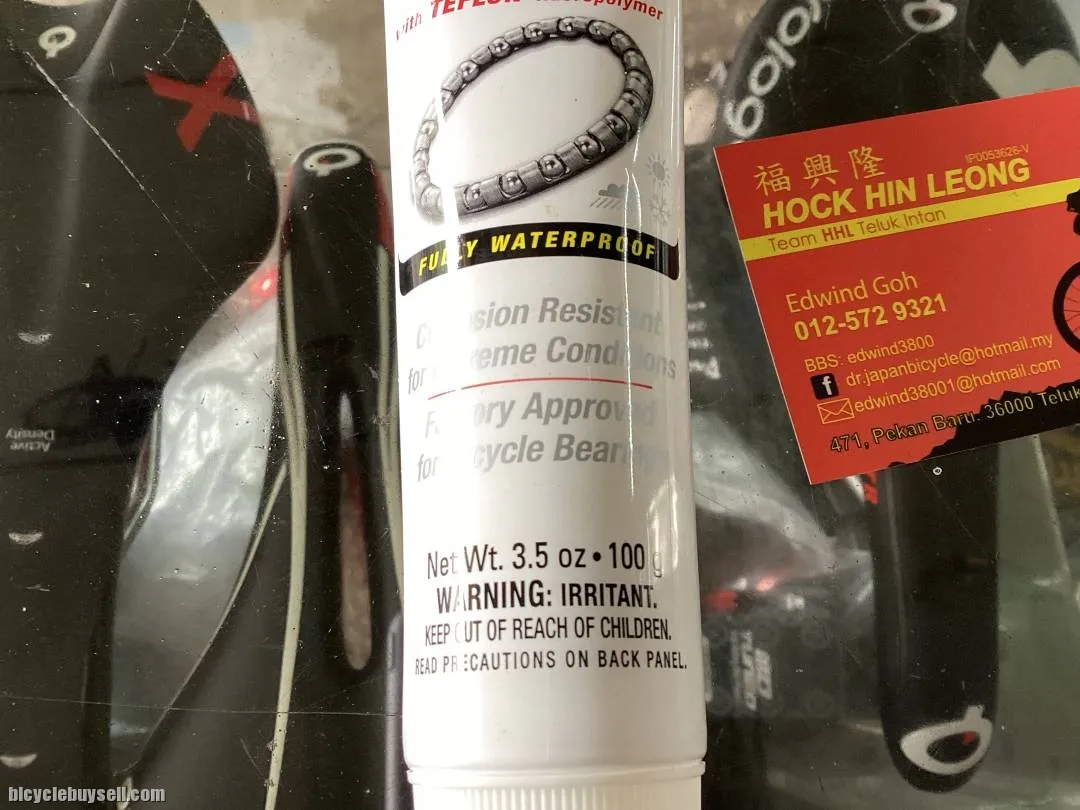 with TEFLON fluoropolymer
FULLY WATERPROOF
Corrosion Resistant
for Extreme Conditions
Factory Approved
for Bicycle Bearings
Net Wt. 3.5 oz • 100 g
WARNING: IRRITANT.
KEEP OUT OF REACH OF CHILDREN.
READ PRECAUTIONS ON BACK PANEL.
福興隆
IP0053626-V
HOCK HIN LEONG
Team HHL Teluk Intan
Edwind Goh
012-572 9321
BBS: edwind3800
f dr.japanbicycle@hotmail.my
edwind38001@hotmail.com
471, Pekan Baru. 36000 Teluk
prologo
Active
Density
bicyclebuysell.com